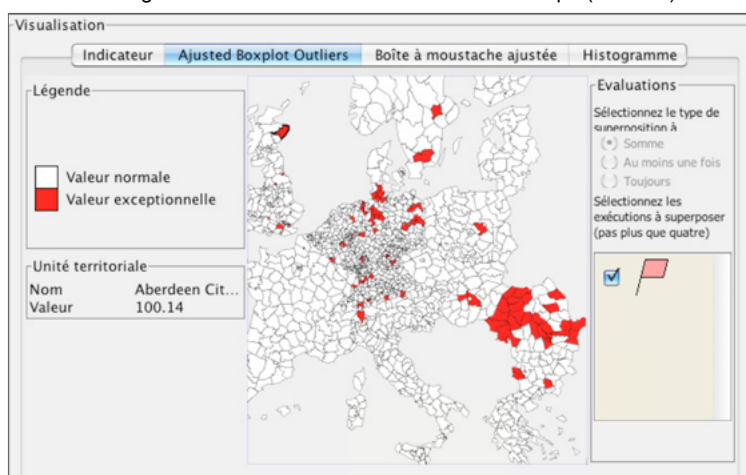 Visualisation
Indicateur Ajusted Boxplot Outliers Boîte à moustache ajustée Histogramme
Légende
Valeur normale
Valeur exceptionnelle
Unité territoriale
Nom Aberdeen Cit...
Valeur 100.14
Evaluations
Sélectionnez le type de
superposition à
Somme
Au moins une fois
Toujours
Sélectionnez les
exécutions à superposer
(pas plus que quatre)